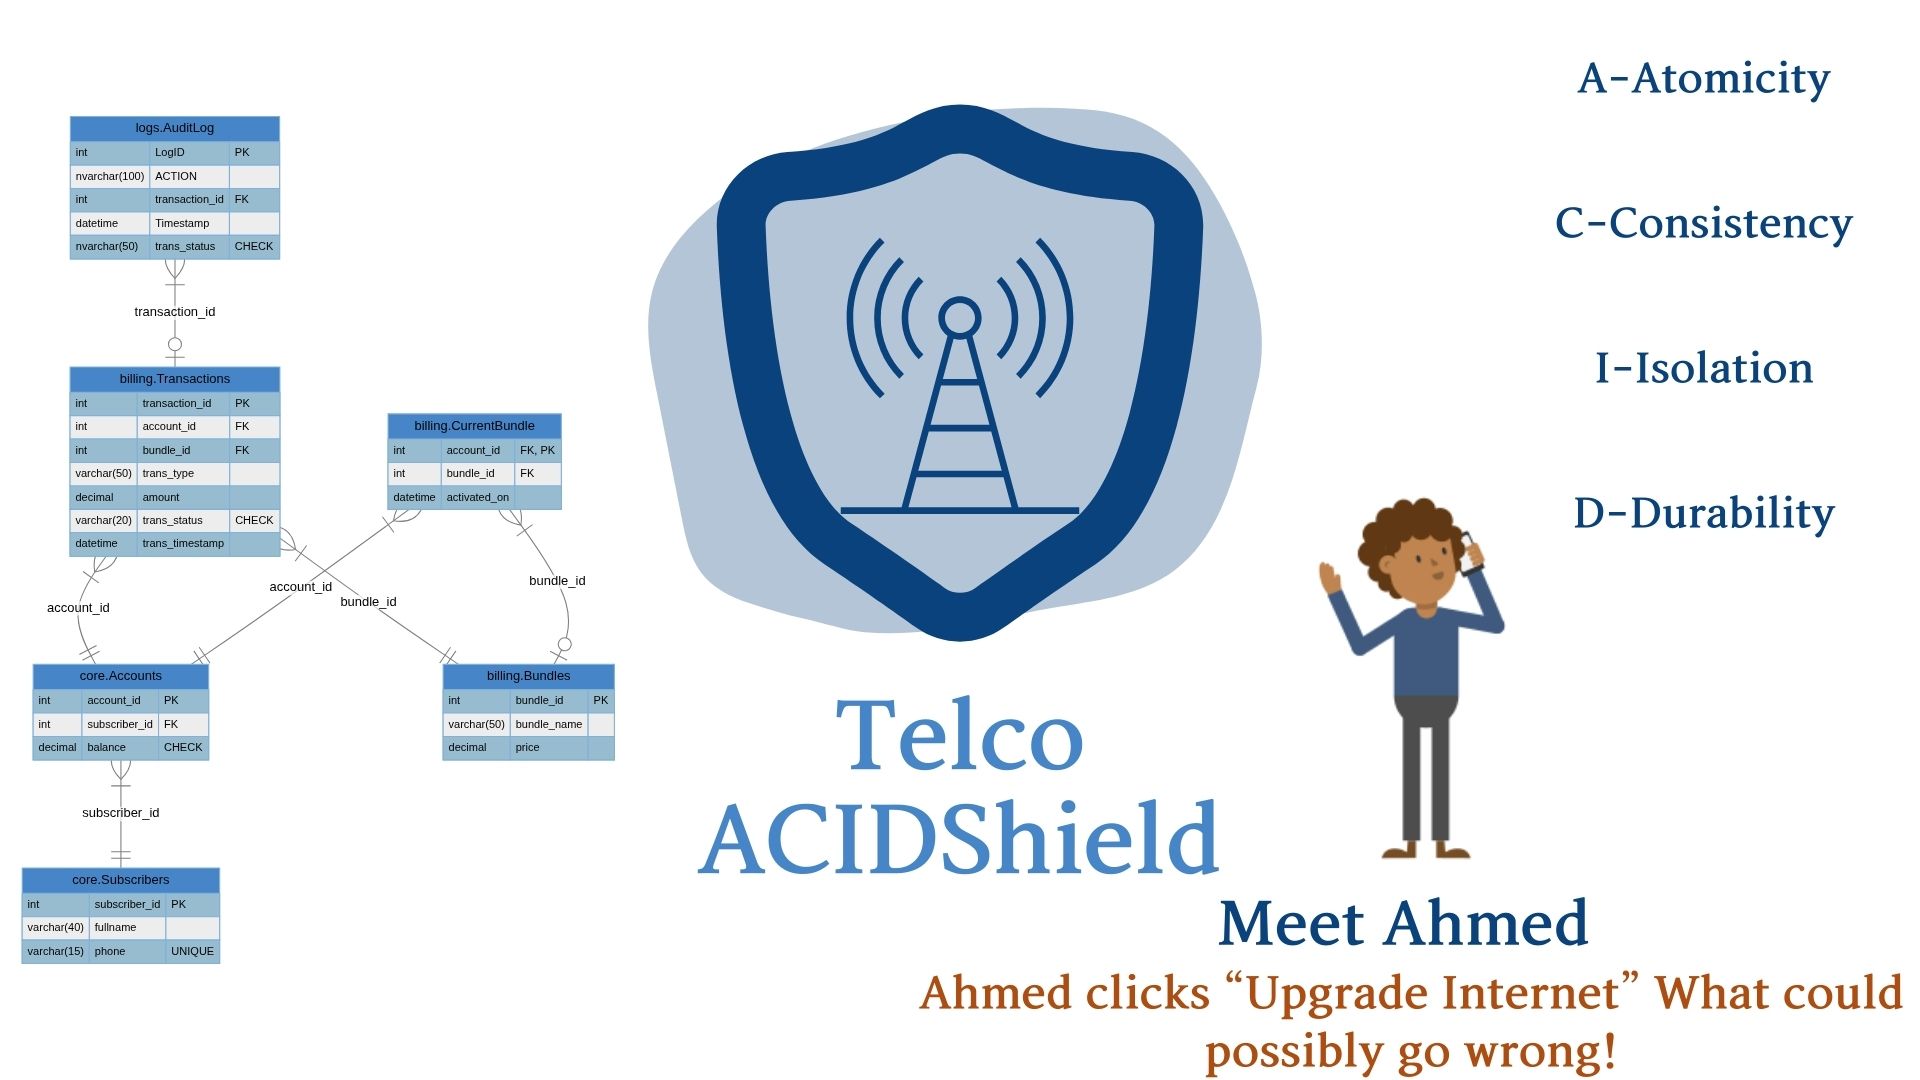 logs.AuditLog
int LogID PK
nvarchar(100) ACTION
int transaction_id FK
datetime Timestamp
nvarchar(50) trans_status CHECK
transaction_id
billing.Transactions
int transaction_id PK
int account_id FK
int bundle_id FK
varchar(50) trans_type
decimal amount
varchar(20) trans_status CHECK
datetime trans_timestamp
billing.CurrentBundle
int account_id FK, PK
int bundle_id FK
datetime activated_on
account_id
account_id
bundle_id
bundle_id
core.Accounts
int account_id PK
int subscriber_id FK
decimal balance CHECK
billing.Bundles
int bundle_id PK
varchar(50) bundle_name
decimal price
subscriber_id
core.Subscribers
int subscriber_id PK
varchar(40) fullname
varchar(15) phone UNIQUE
Telco
ACIDShield
A-Atomicity
C-Consistency
I-Isolation
D-Durability
Meet Ahmed
Ahmed clicks “Upgrade Internet” What could
possibly go wrong!